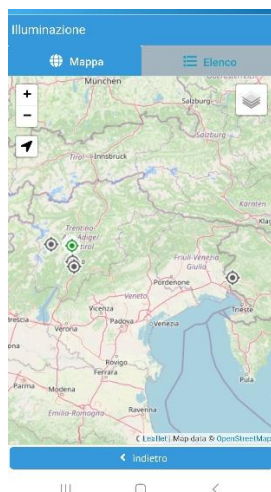 Illuminazione
Mappa
Elenco
+
−
München
Salzburg
Salzburg
Tirol
Innsbruck
Kärnten
Trentino
Adige
tirol
Friuli-Venezia
Giulia
Pordenone
Veneto
Trieste
Vicenza
Brescia
Verona
Padova
Venezia
Rovigo
Ferrara
Pula
Parma
Modena
Ravenna
Emilia-Romagna
Leaflet | Map data © OpenStreetMap
indietro